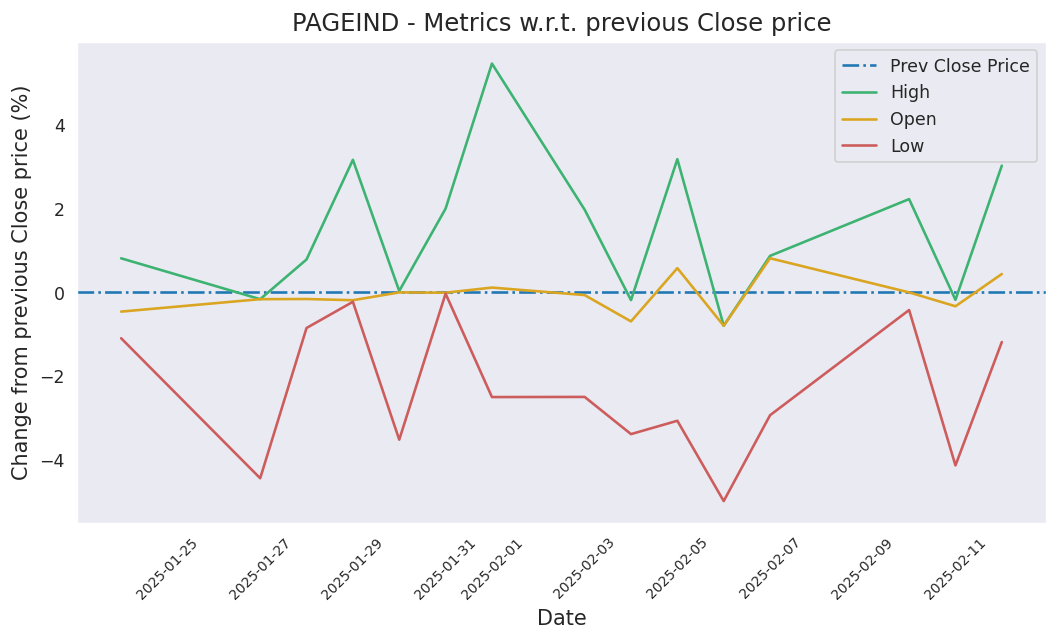 PAGEIND - Metrics w.r.t. previous Close price
Change from previous Close price (%)
4
2
0
−2
−4
Prev Close Price
High
Open
Low
2025-01-25
2025-01-27
2025-01-29
2025-01-31
2025-02-01
2025-02-03
2025-02-05
2025-02-07
2025-02-09
2025-02-11
Date